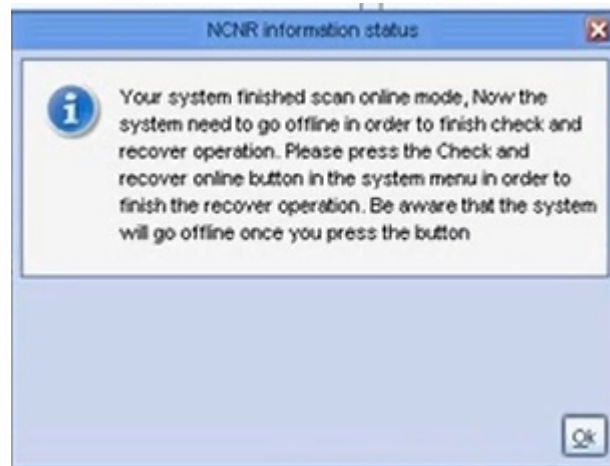 NCNR information status
Your system finished scan online mode, Now the
system need to go offline in order to finish check and
recover operation. Please press the Check and
recover online button in the system menu in order to
finish the recover operation. Be aware that the system
will go offline once you press the button
Ok